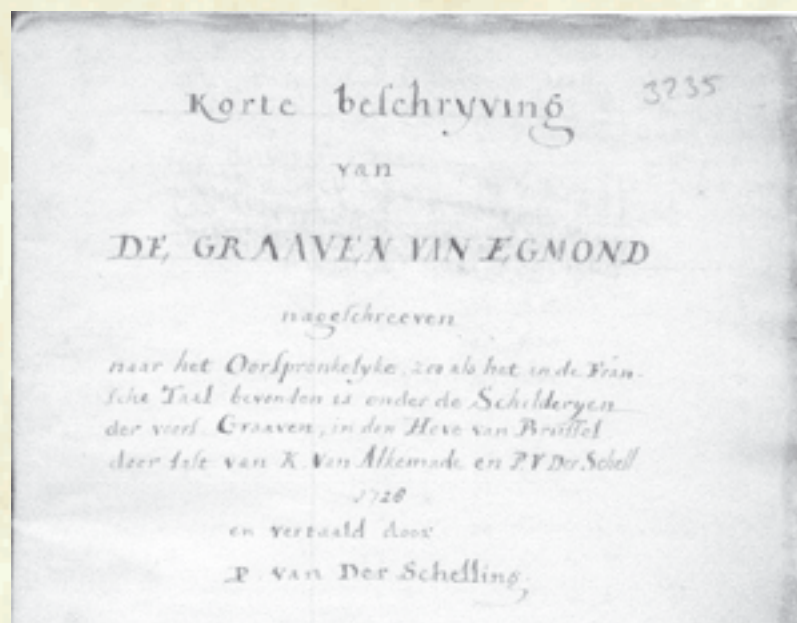 3235
Korte beschryving
van
DE GRAAVEN VAN EGMOND
nageschreeven
naar het Oorspronkelyke, zoo als het in de Fran-
sche Taal bevonden is onder de Schilderyen
der voors. Graaven, in den Hove van Brussel
door last van K. Van Alkemade en P. V. Der Schell
1726
en vertaald door
P. van Der Schelling.